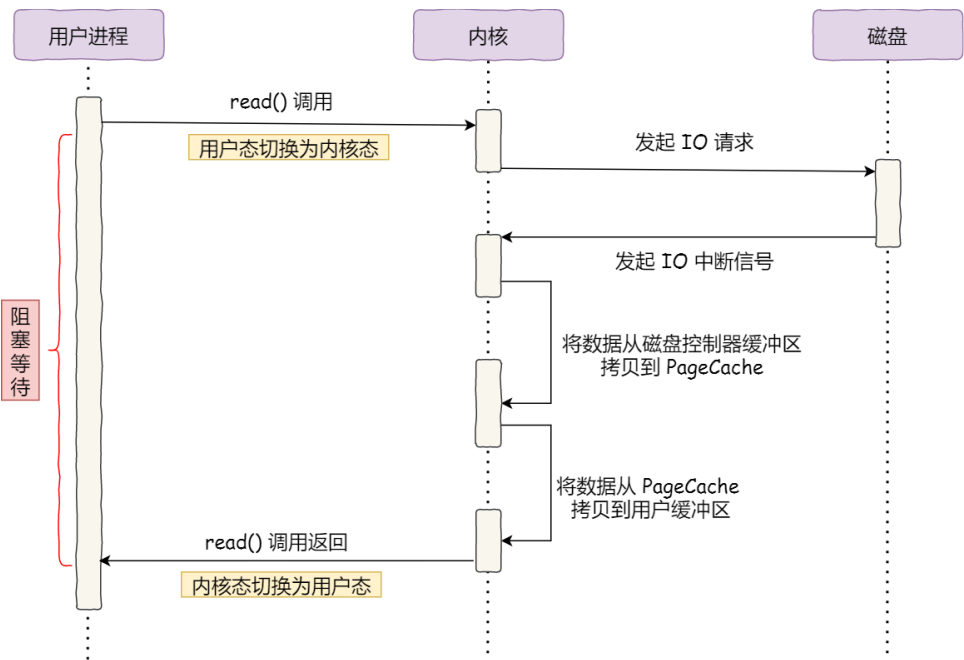 用户进程
内核
磁盘
read() 调用
用户态切换为内核态
发起 IO 请求
发起 IO 中断信号
阻塞等待
将数据从磁盘控制器缓冲区
拷贝到 PageCache
将数据从 PageCache
拷贝到用户缓冲区
read() 调用返回
内核态切换为用户态